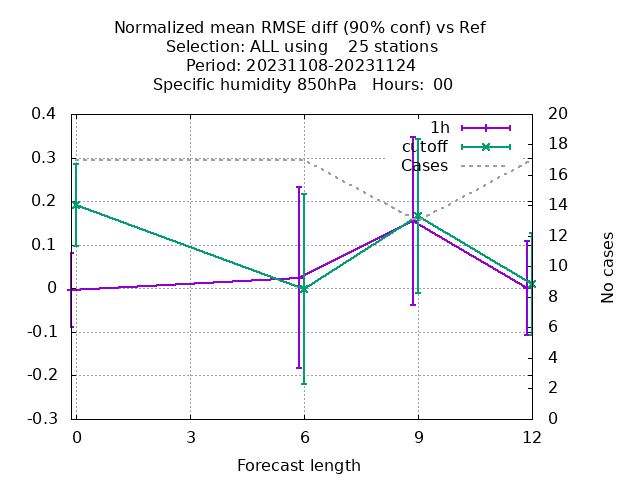 Normalized mean RMSE diff (90% conf) vs Ref
Selection: ALL using 25 stations
Period: 20231108-20231124
Specific humidity 850hPa Hours: 00
0.4
0.3
0.2
0.1
0
-0.1
-0.2
-0.3
20
18
16
14
12
10
8
6
4
2
0
1h
cutoff
Cases
No cases
0 3 6 9 12
Forecast length